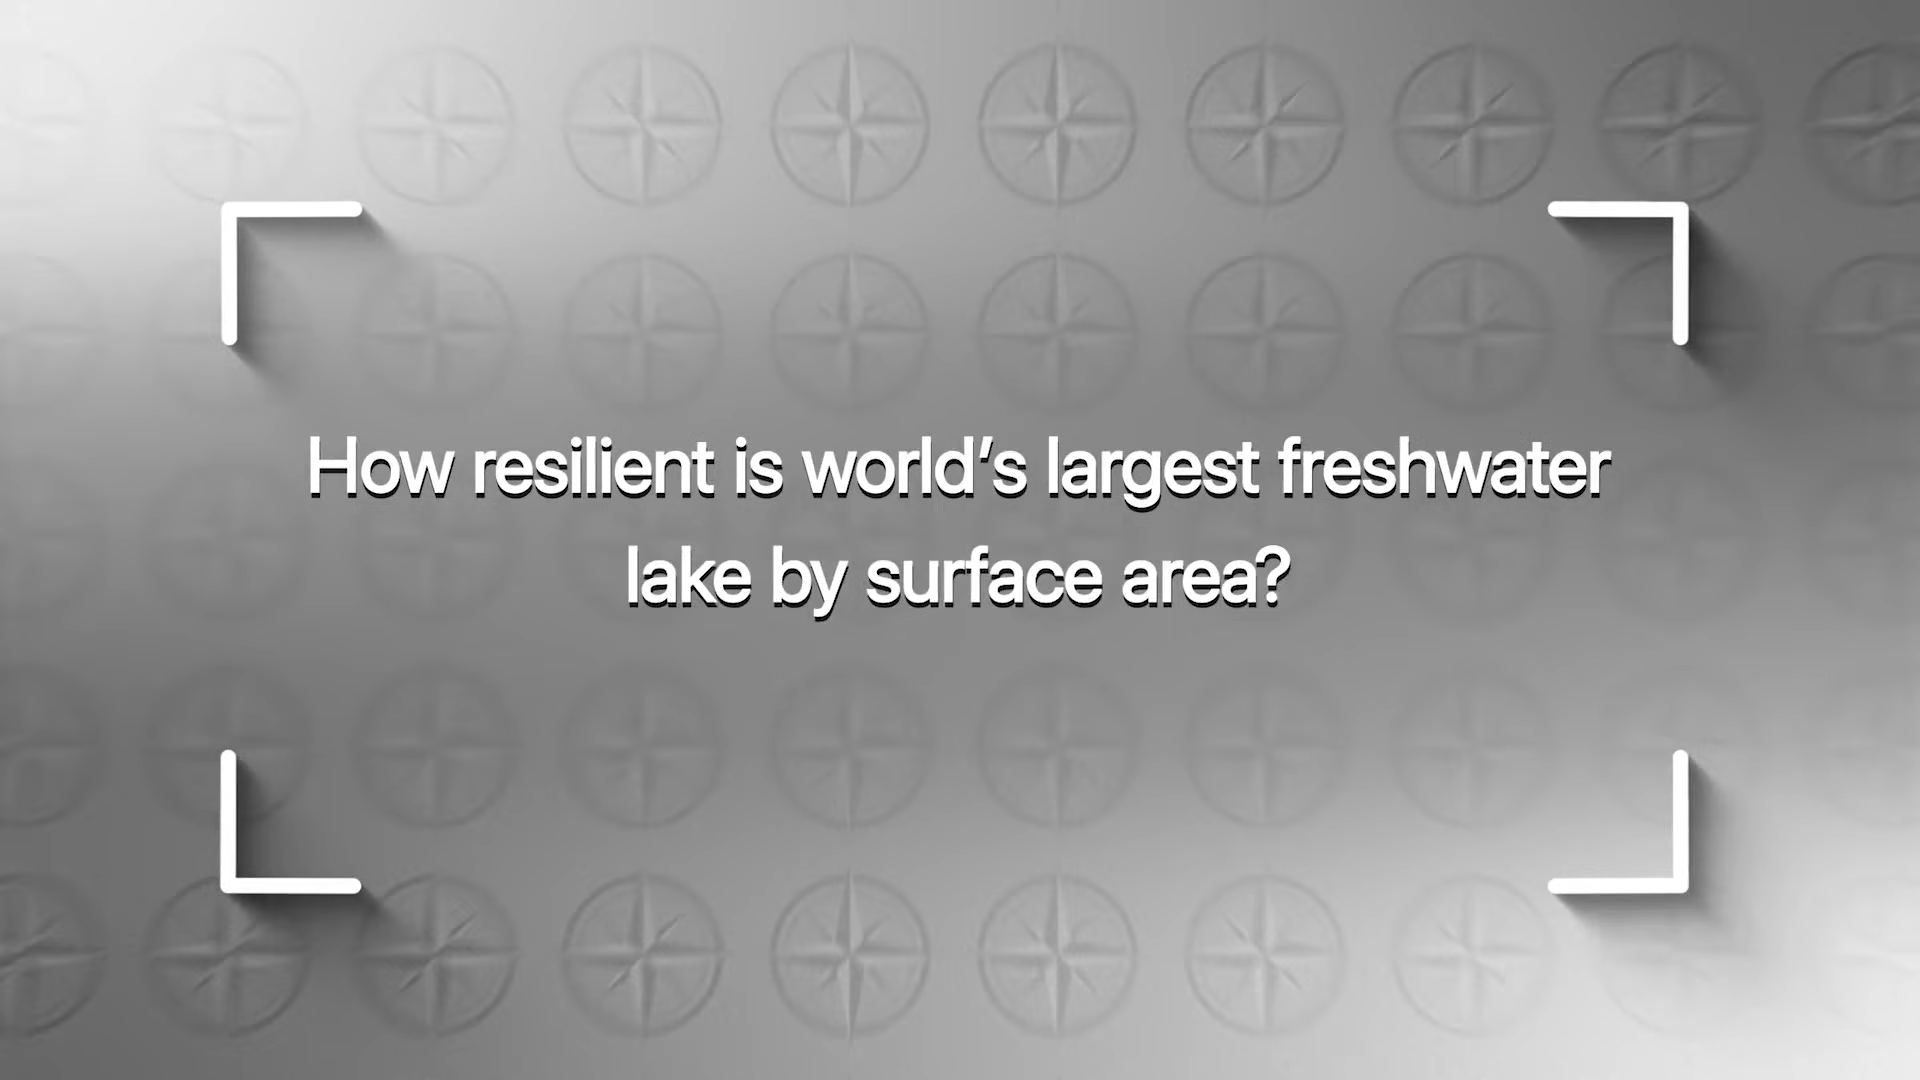 How resilient is world’s largest freshwater
lake by surface area?